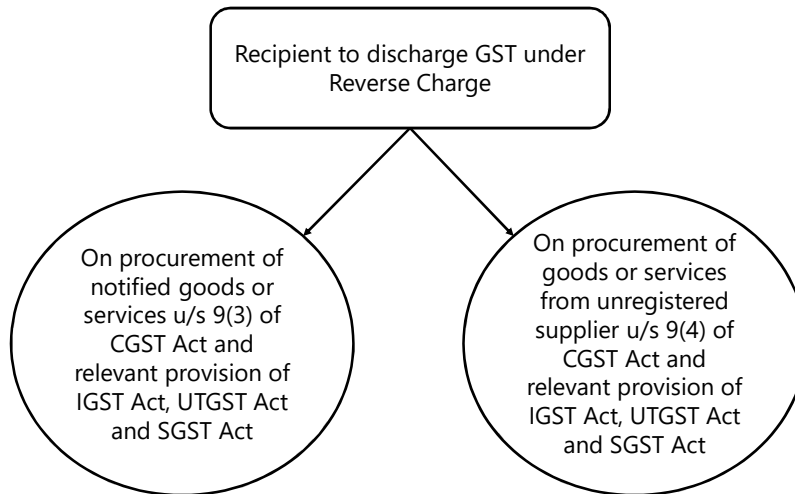 Recipient to discharge GST under
Reverse Charge
On procurement of
notified goods or
services u/s 9(3) of
CGST Act and
relevant provision of
IGST Act, UTGST Act
and SGST Act
On procurement of
goods or services
from unregistered
supplier u/s 9(4) of
CGST Act and
relevant provision of
IGST Act, UTGST Act
and SGST Act